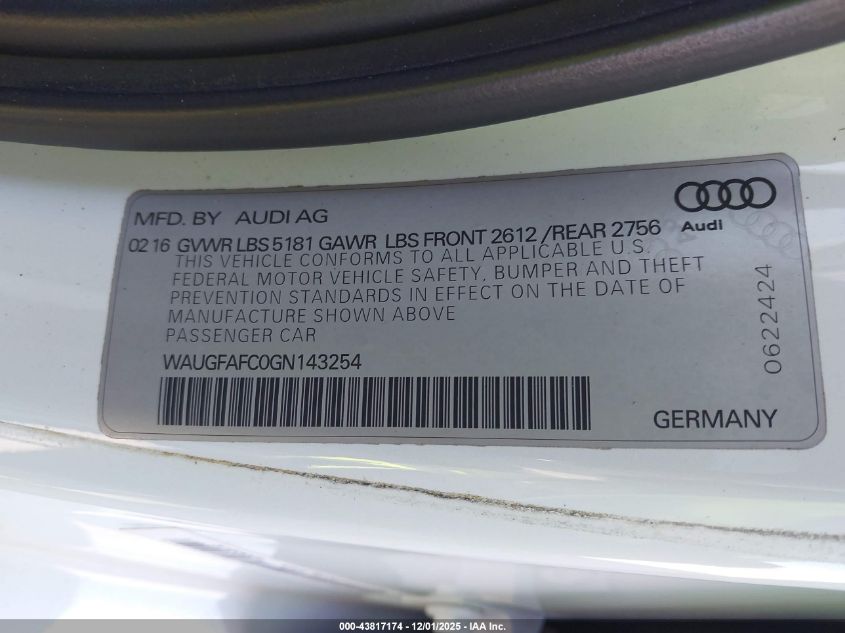 MFD. BY AUDI AG
02 16 GVWR LBS 5181 GAWR LBS FRONT 2612 /REAR 2756
Audi
THIS VEHICLE CONFORMS TO ALL APPLICABLE U.S.
FEDERAL MOTOR VEHICLE SAFETY, BUMPER AND THEFT
PREVENTION STANDARDS IN EFFECT ON THE DATE OF
MANUFACTURE SHOWN ABOVE
PASSENGER CAR
WAUGFAFC0GN143254
GERMANY
0622424
000-43817174 - 12/01/2025 - IAA Inc.